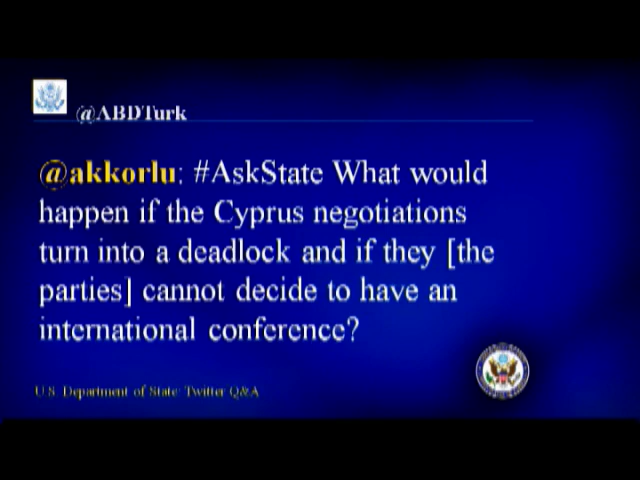 @ABDTurk
@akkorlu: #AskState What would
happen if the Cyprus negotiations
turn into a deadlock and if they [the
parties] cannot decide to have an
international conference?
U.S. Department of State: Twitter Q&A